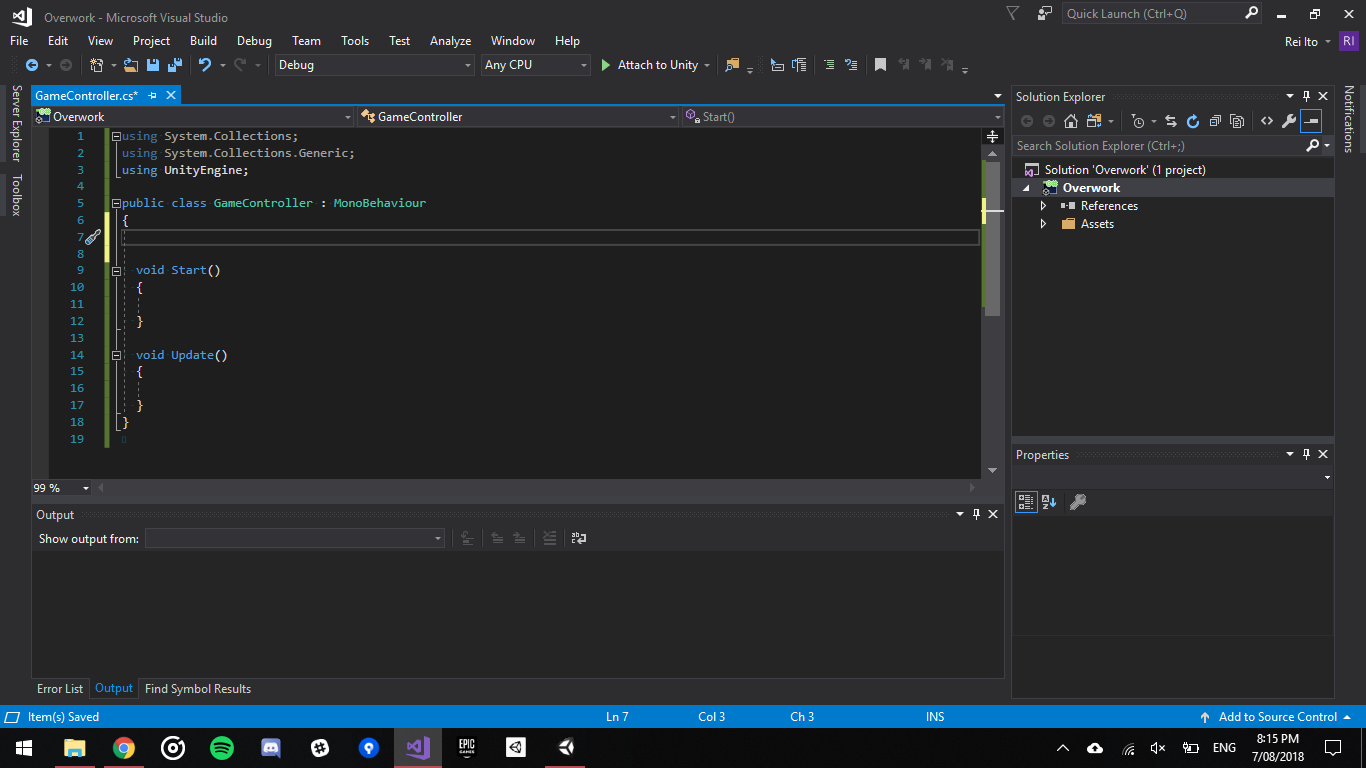 Overwork - Microsoft Visual Studio
Quick Launch (Ctrl+Q)
File Edit View Project Build Debug Team Tools Test Analyze Window Help
Rei Ito RI
Debug Any CPU Attach to Unity
Server Explorer
Toolbox
GameController.cs*
Overwork GameController Start()
1 using System.Collections;
2 using System.Collections.Generic;
3 using UnityEngine;
4
5 public class GameController : MonoBehaviour
6 {
7
8
9 void Start()
10 {
11
12 }
13
14 void Update()
15 {
16
17 }
18 }
19
99 %
Output
Show output from:
Error List Output Find Symbol Results
Solution Explorer
Search Solution Explorer (Ctrl+;)
Solution 'Overwork' (1 project)
Overwork
References
Assets
Properties
Notifications
Item(s) Saved Ln 7 Col 3 Ch 3 INS Add to Source Control
EPIC GAMES
ENG
8:15 PM
7/08/2018